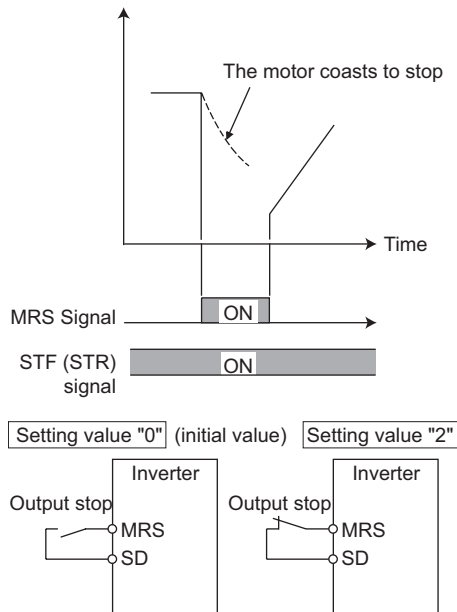 The motor coasts to stop
Time
MRS Signal
ON
STF (STR)
signal
ON
Setting value "0" (initial value)
Setting value "2"
Inverter
Output stop
MRS
SD
Inverter
Output stop
MRS
SD